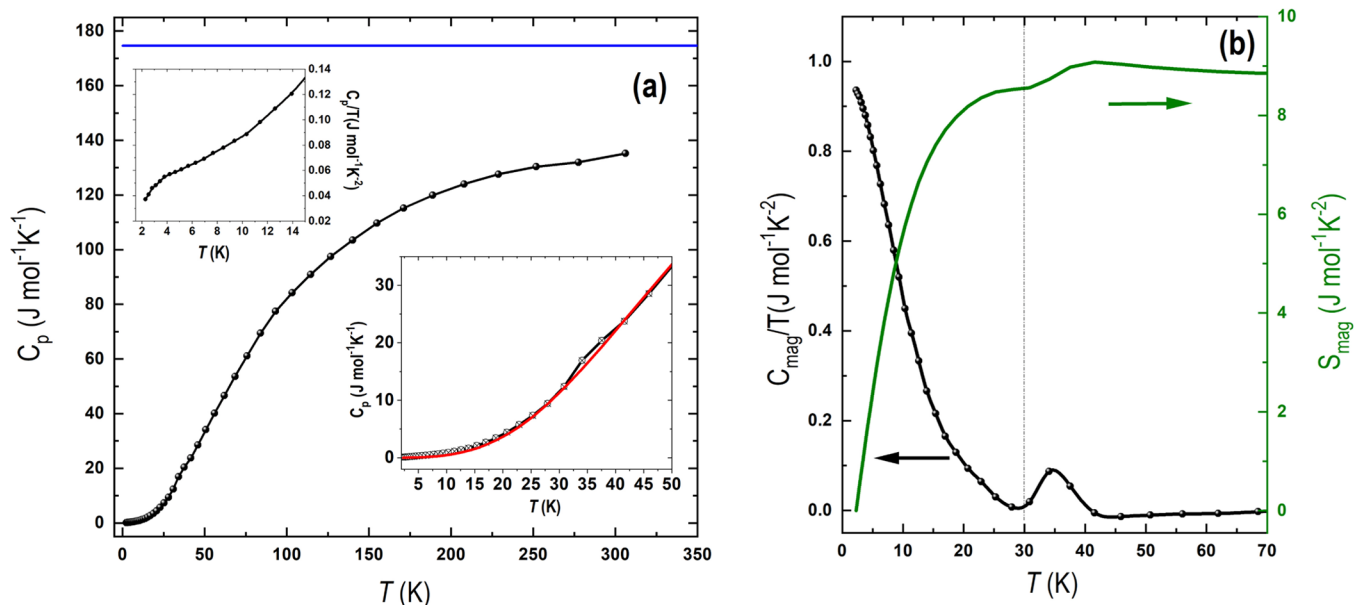 (a)
C_p (J mol⁻¹K⁻¹)
180
160
140
120
100
80
60
40
20
0
0 50 100 150 200 250 300 350
T (K)
0.14
0.12
0.10
0.08
0.06
0.04
0.02
C_p/T(J mol⁻¹K⁻²)
2 4 6 8 10 12 14
T (K)
C_p (J mol⁻¹K⁻¹)
30
20
10
0
5 10 15 20 25 30 35 40 45 50
T (K)
(b)
C_mag/T(J mol⁻¹K⁻²)
1.0
0.8
0.6
0.4
0.2
0.0
0 10 20 30 40 50 60 70
T (K)
10
8
6
4
2
0
S_mag (J mol⁻¹K⁻²)